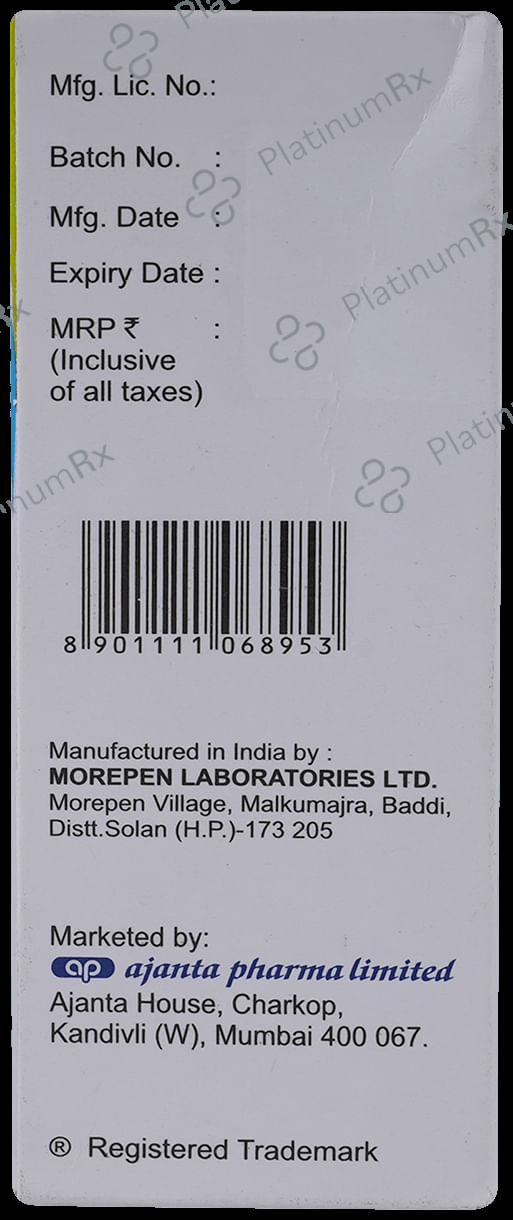 Mfg. Lic. No.:
Batch No. :
Mfg. Date :
Expiry Date :
MRP ₹ :
(Inclusive
of all taxes)
8 901111 068953
Manufactured in India by :
MOREPEN LABORATORIES LTD.
Morepen Village, Malkumajra, Baddi,
Distt.Solan (H.P.)-173 205
Marketed by:
ap ajanta pharma limited
Ajanta House, Charkop,
Kandivli (W), Mumbai 400 067.
® Registered Trademark
PlatinumRx
PlatinumRx